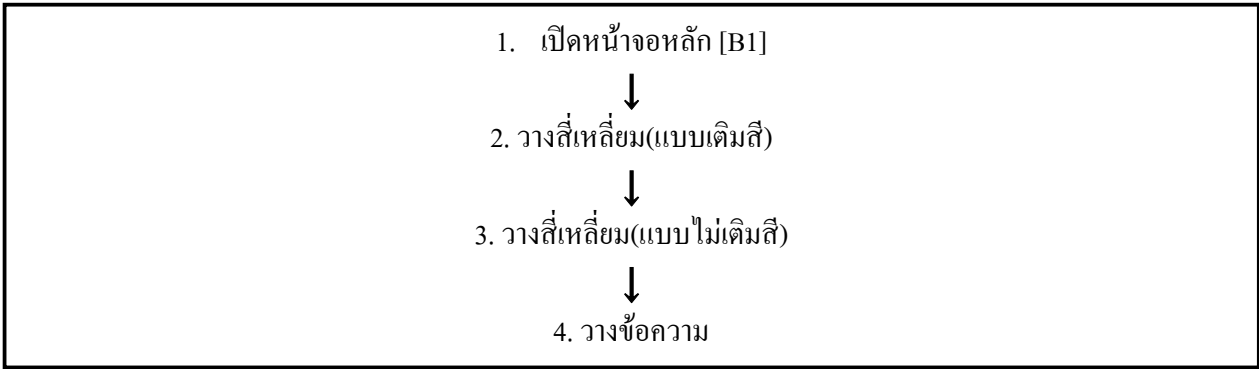 1. เปิดหน้าจอหลัก [B1]
2. วางสี่เหลี่ยม(แบบเติมสี)
3. วางสี่เหลี่ยม(แบบไม่เติมสี)
4. วางข้อความ